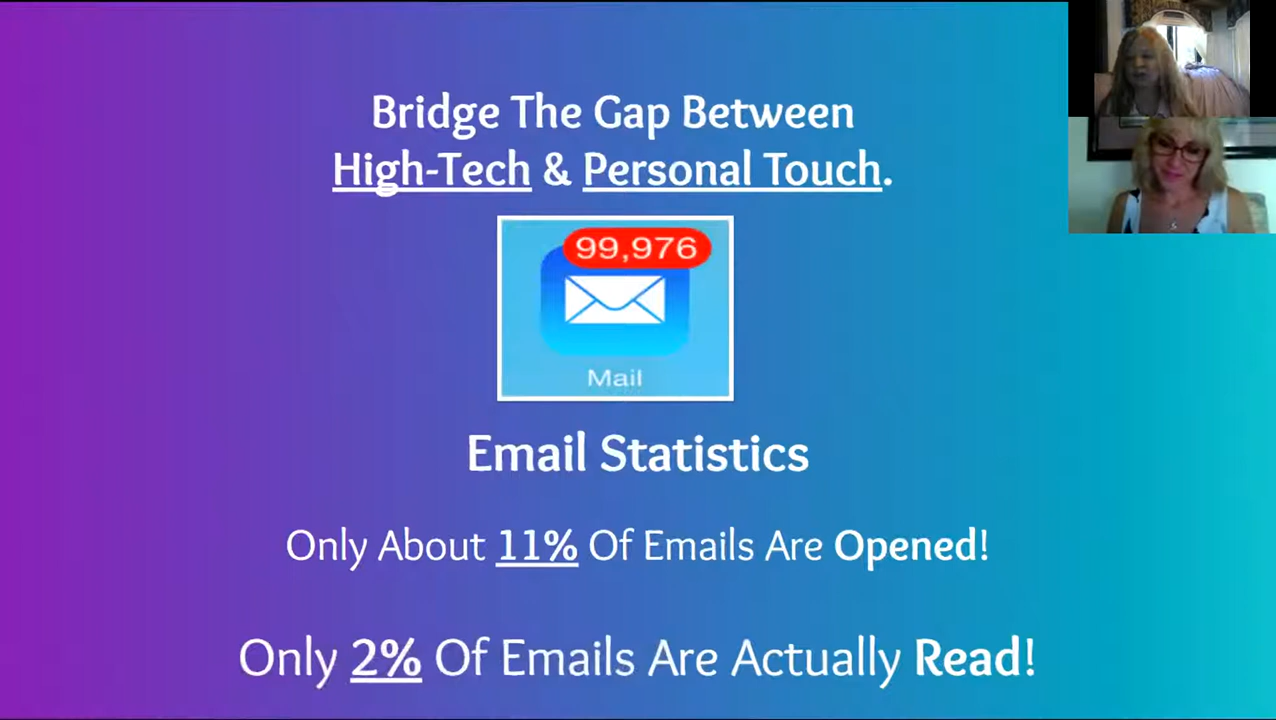 Bridge The Gap Between
High-Tech & Personal Touch.
99,976
Mail
Email Statistics
Only About 11% Of Emails Are Opened!
Only 2% Of Emails Are Actually Read!